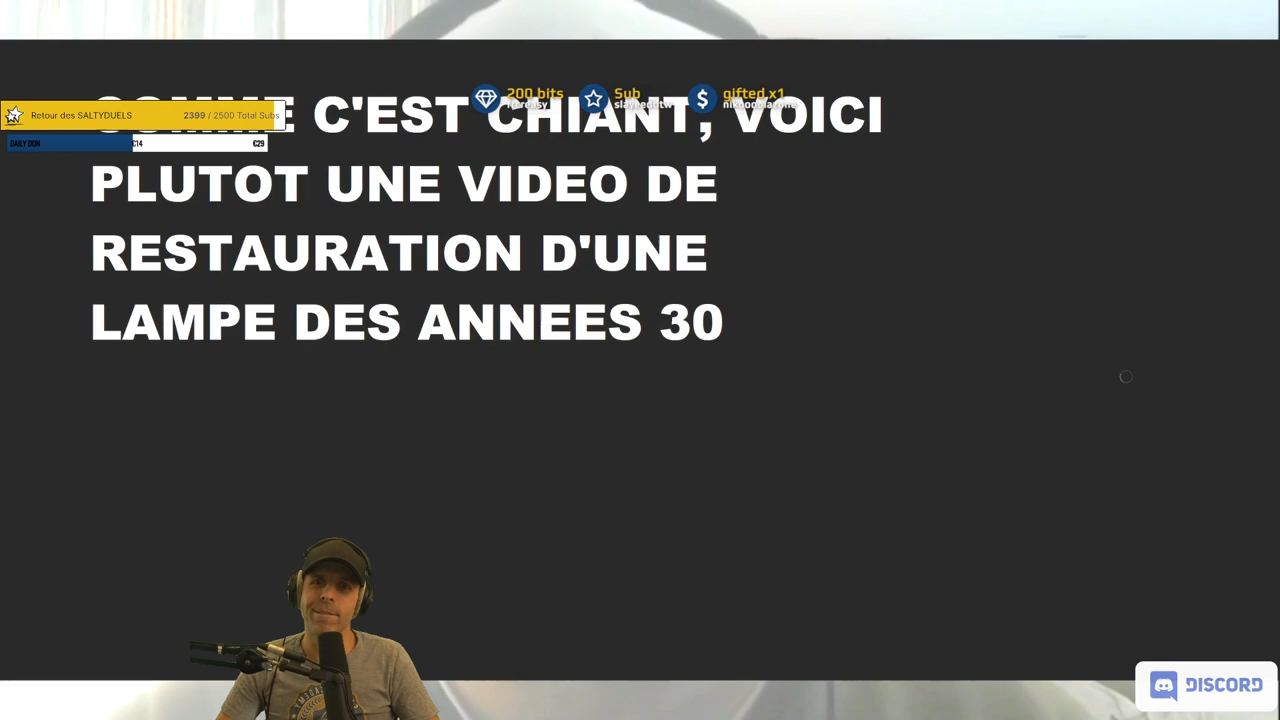 COMME C'EST CHIANT, VOICI
PLUTOT UNE VIDEO DE
RESTAURATION D'UNE
LAMPE DES ANNEES 30
Retour des SALTYDUELS 2399 / 2500 Total Subs
DAILY DON €14 €29
200 bits
Sub
gifted x1
DISCORD